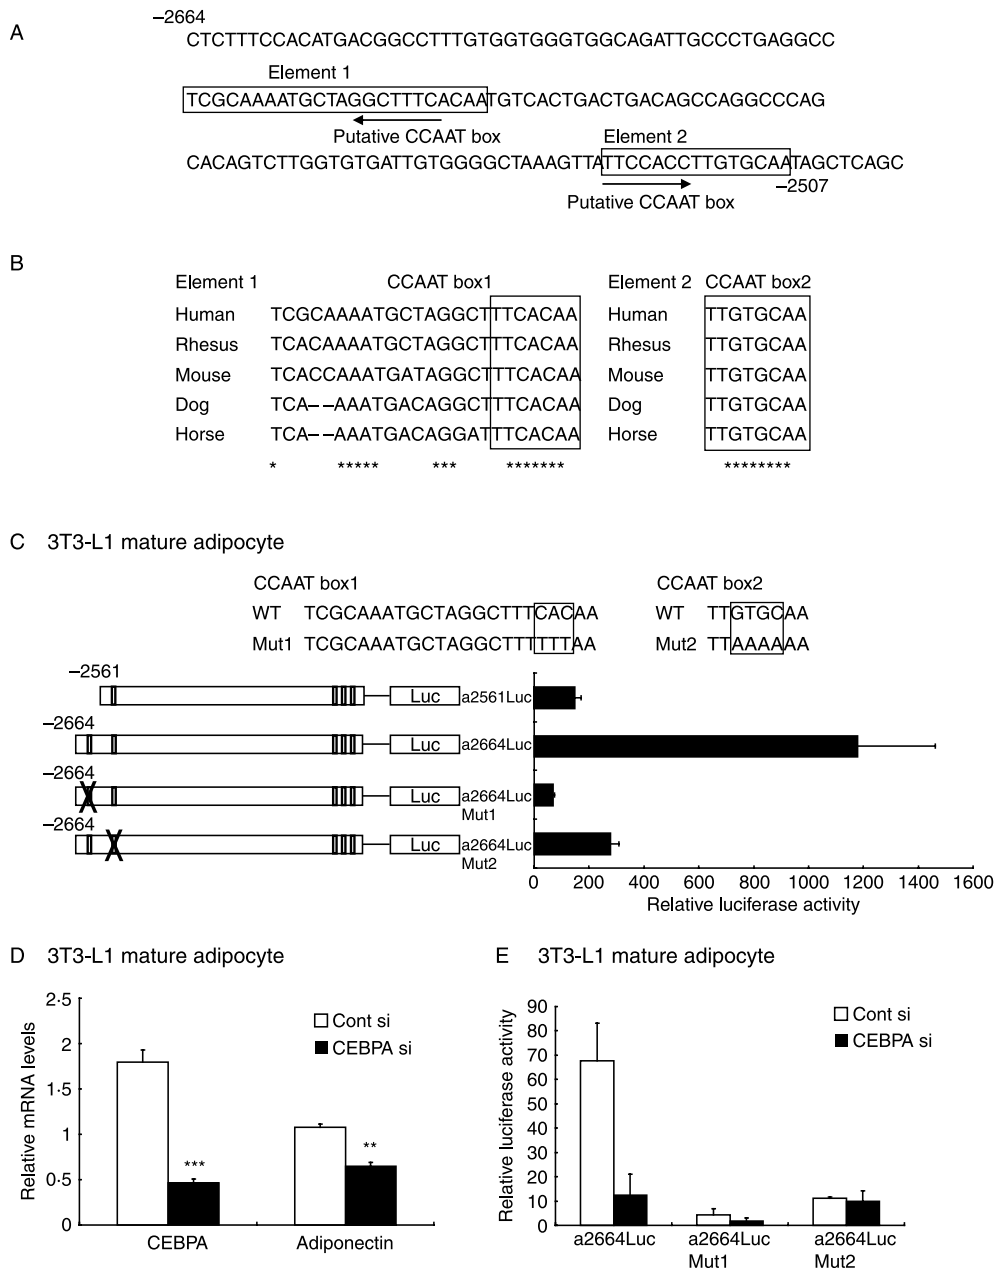 A
–2664
CTCTTTCCACATGACGGCCTTTGTGGTGGGTGGCAGATTGCCCTGAGGCC
Element 1
TCGCAAAATGCTAGGCTTTCACAATGTCACTGACTGACAGCCAGGCCCAG
Putative CCAAT box
Element 2
CACAGTCTTGGTGTGATTGTGGGGCTAAAGTTATTCCACCTTGTGCAATAGCTCAGC
–2507
Putative CCAAT box
B
Element 1 CCAAT box1 Element 2 CCAAT box2
Human TCGCAAAATGCTAGGCTTTCACAA Human TTGTGCAA
Rhesus TCACAAAATGCTAGGCTTTCACAA Rhesus TTGTGCAA
Mouse TCACCAAATGATAGGCTTTCACAA Mouse TTGTGCAA
Dog TCA– –AAATGACAGGCTTTCACAA Dog TTGTGCAA
Horse TCA– –AAATGACAGGATTTCACAA Horse TTGTGCAA
* ***** *** ******* ********
C 3T3-L1 mature adipocyte
CCAAT box1 CCAAT box2
WT TCGCAAATGCTAGGCTTTCACAA WT TTGTGCAA
Mut1 TCGCAAATGCTAGGCTTTTTTAA Mut2 TTAAAAAA
–2561
Luc a2561Luc
–2664
Luc a2664Luc
–2664
Luc a2664Luc
Mut1
–2664
Luc a2664Luc
Mut2
0 200 400 600 800 1000 1200 1400 1600
Relative luciferase activity
D 3T3-L1 mature adipocyte
Relative mRNA levels
2·5
2
1·5
1
0·5
0
Cont si
CEBPA si
***
**
CEBPA Adiponectin
E 3T3-L1 mature adipocyte
Relative luciferase activity
90
80
70
60
50
40
30
20
10
0
Cont si
CEBPA si
a2664Luc a2664Luc a2664Luc
Mut1 Mut2